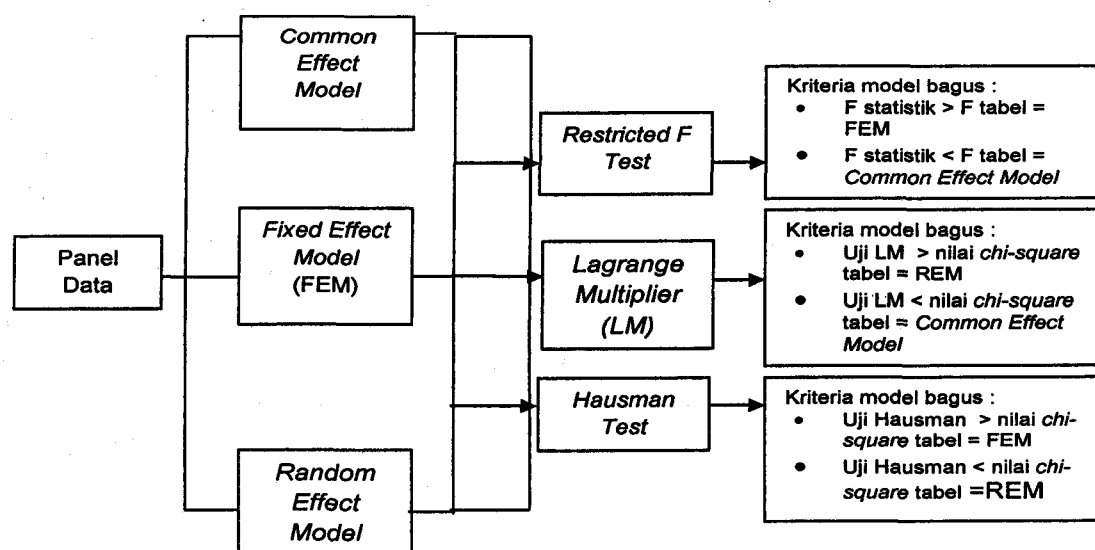 Panel
Data
Common
Effect
Model
Fixed Effect
Model
(FEM)
Random
Effect
Model
Restricted F
Test
Lagrange
Multiplier
(LM)
Hausman
Test
Kriteria model bagus :
• F statistik > F tabel =
FEM
• F statistik < F tabel =
Common Effect Model
Kriteria model bagus :
• Uji LM > nilai chi-square
tabel = REM
• Uji LM < nilai chi-square
tabel = Common Effect
Model
Kriteria model bagus :
• Uji Hausman > nilai chi-
square tabel = FEM
• Uji Hausman < nilai chi-
square tabel =REM